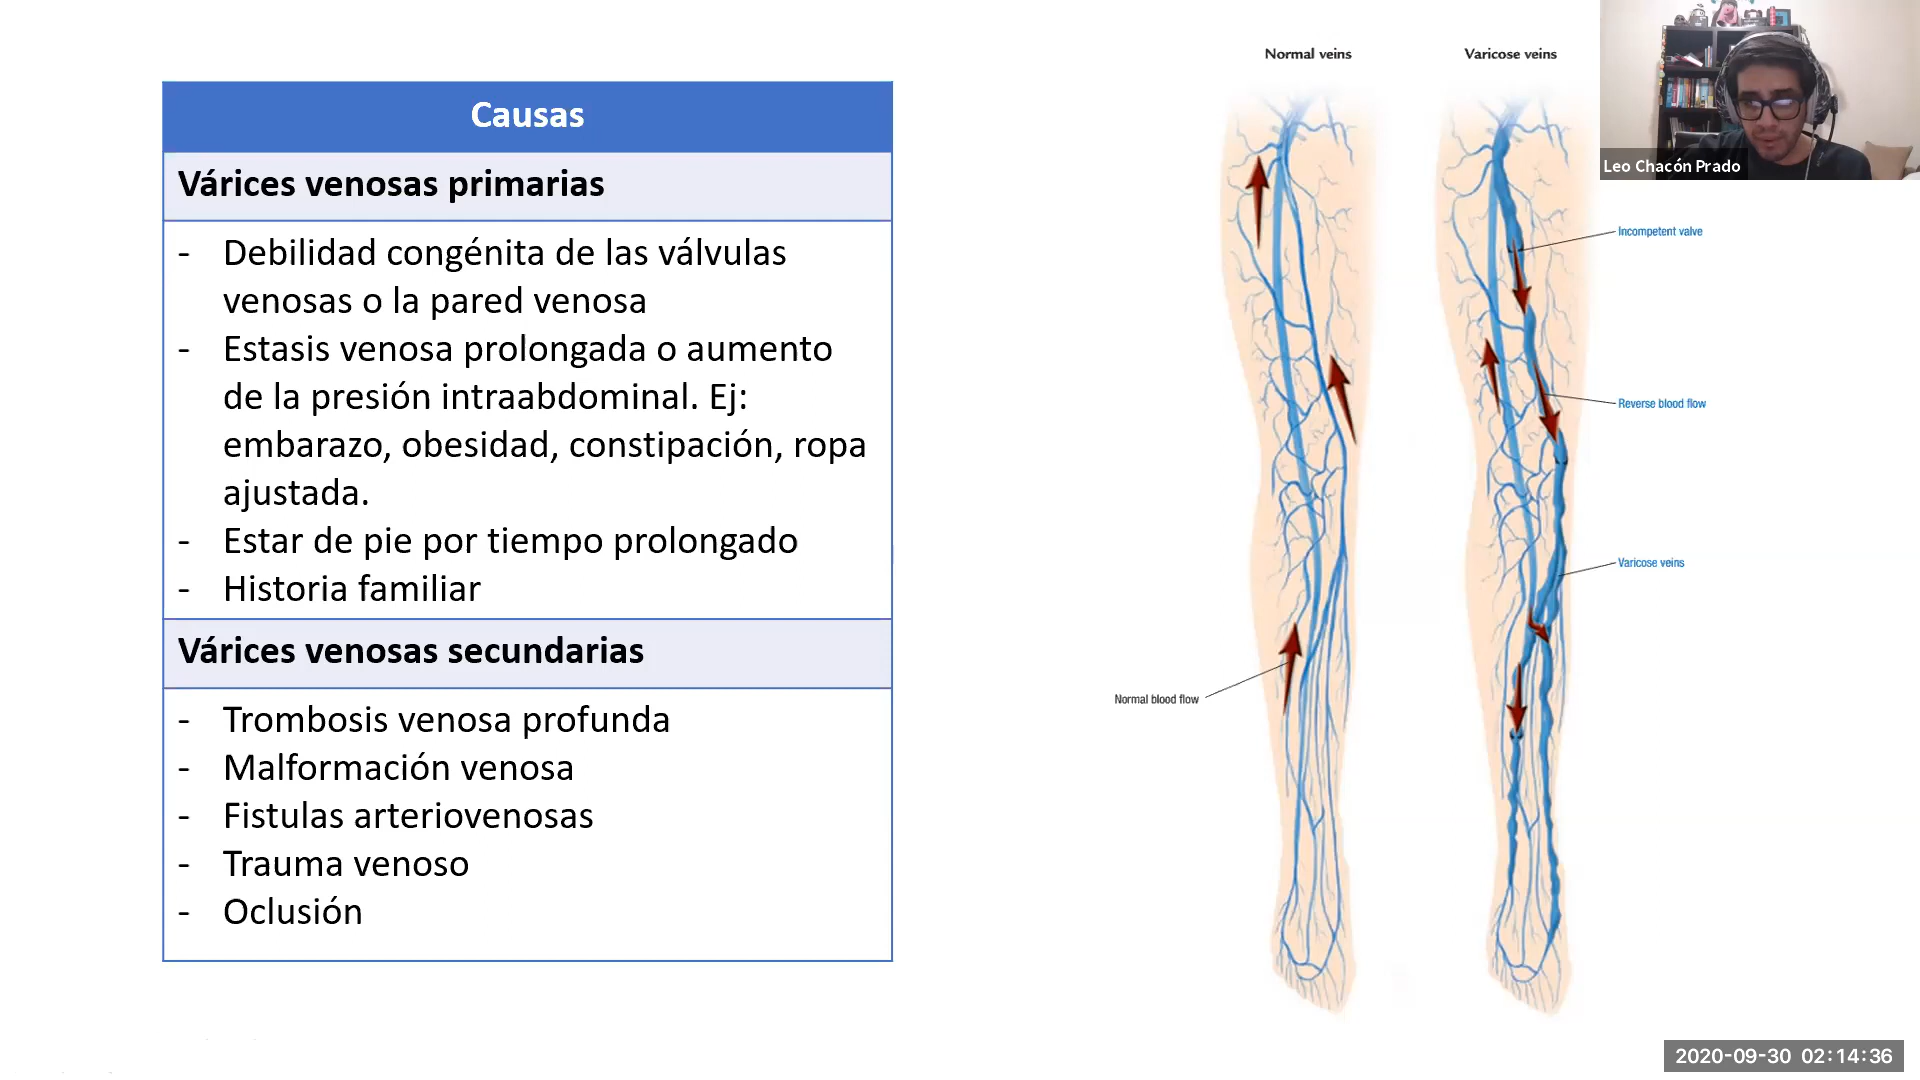 Causas
Várices venosas primarias
- Debilidad congénita de las válvulas
venosas o la pared venosa
- Estasis venosa prolongada o aumento
de la presión intraabdominal. Ej:
embarazo, obesidad, constipación, ropa
ajustada.
- Estar de pie por tiempo prolongado
- Historia familiar
Várices venosas secundarias
- Trombosis venosa profunda
- Malformación venosa
- Fistulas arteriovenosas
- Trauma venoso
- Oclusión
Normal veins
Varicose veins
Incompetent valve
Reverse blood flow
Varicose veins
Normal blood flow
Leo Chacón Prado
2020-09-30 02:14:36